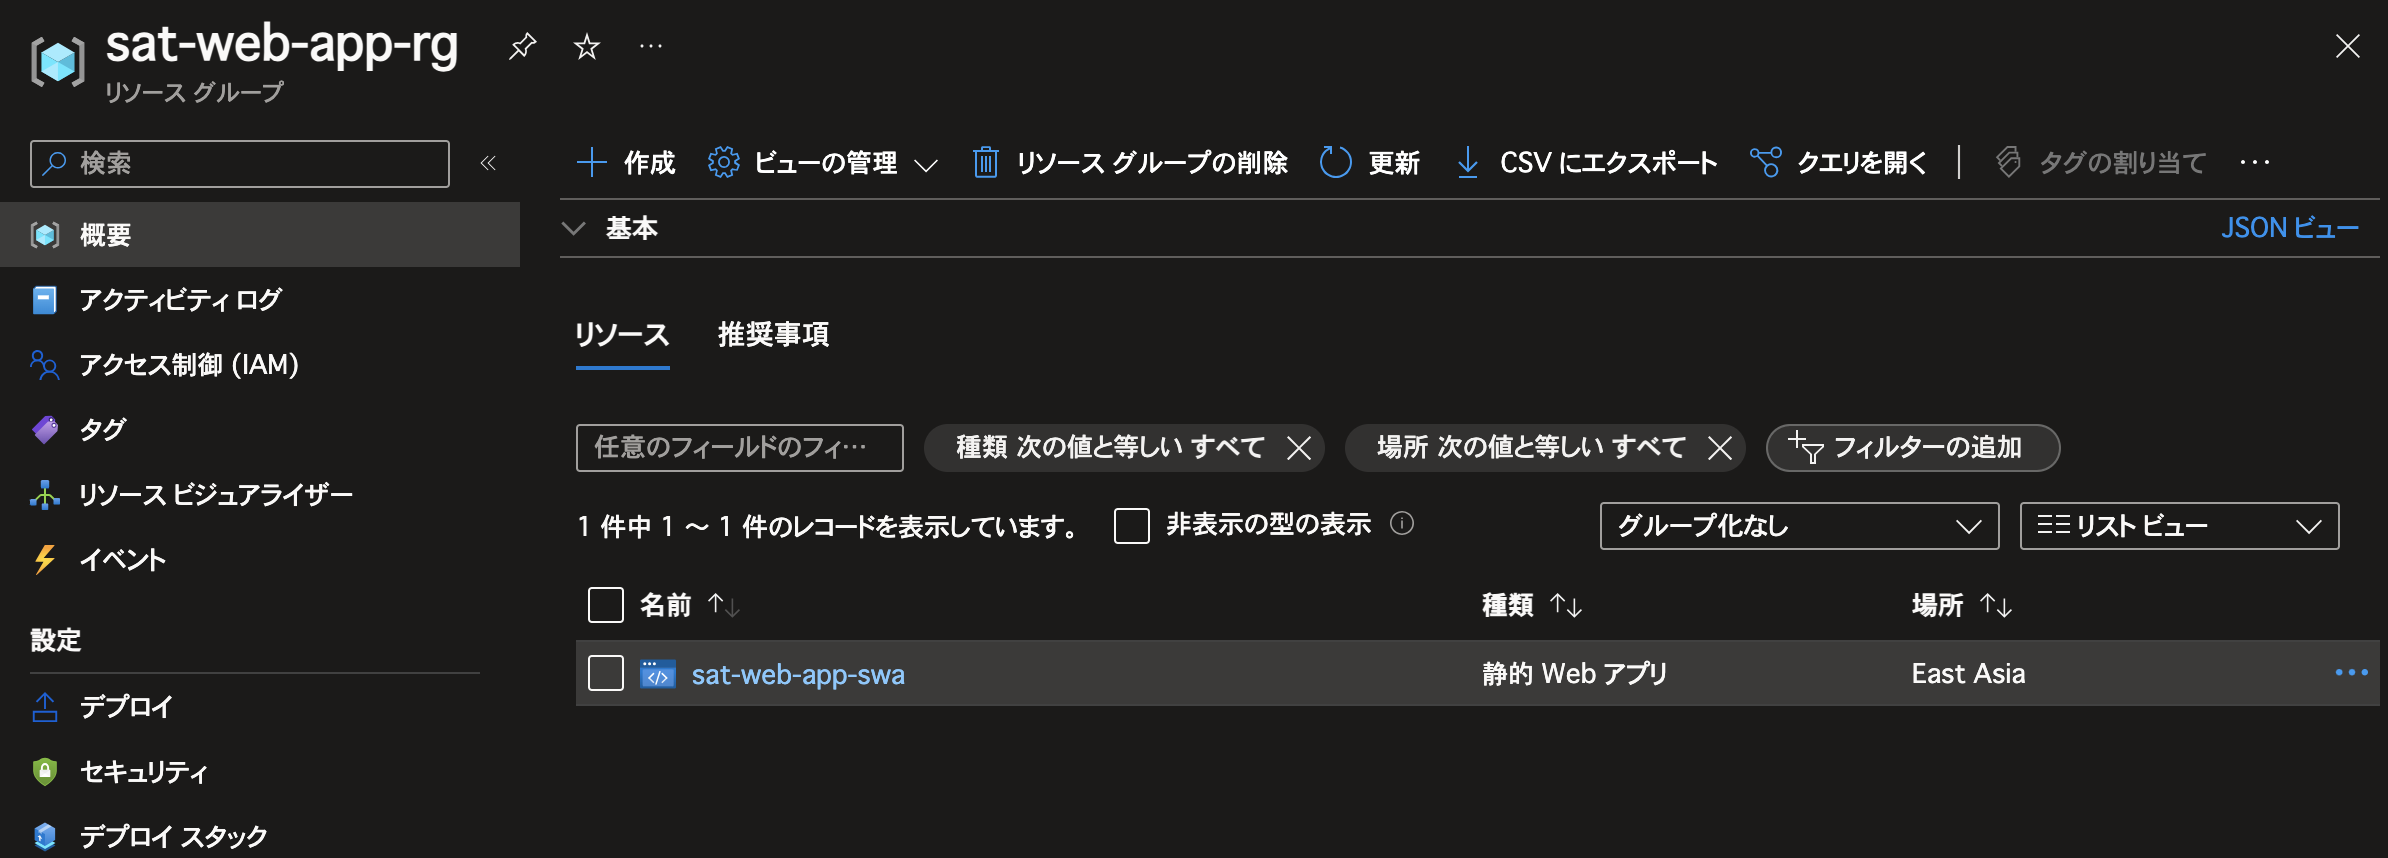 sat-web-app-rg
リソース グループ
検索
概要
アクティビティ ログ
アクセス制御 (IAM)
タグ
リソース ビジュアライザー
イベント
設定
デプロイ
セキュリティ
デプロイ スタック
作成 ビューの管理 リソース グループの削除 更新 CSV にエクスポート クエリを開く タグの割り当て
基本 JSON ビュー
リソース 推奨事項
任意のフィールドのフィ… 種類 次の値と等しい すべて 場所 次の値と等しい すべて フィルターの追加
1 件中 1 ～ 1 件のレコードを表示しています。 非表示の型の表示 グループ化なし リスト ビュー
名前 種類 場所
sat-web-app-swa 静的 Web アプリ East Asia